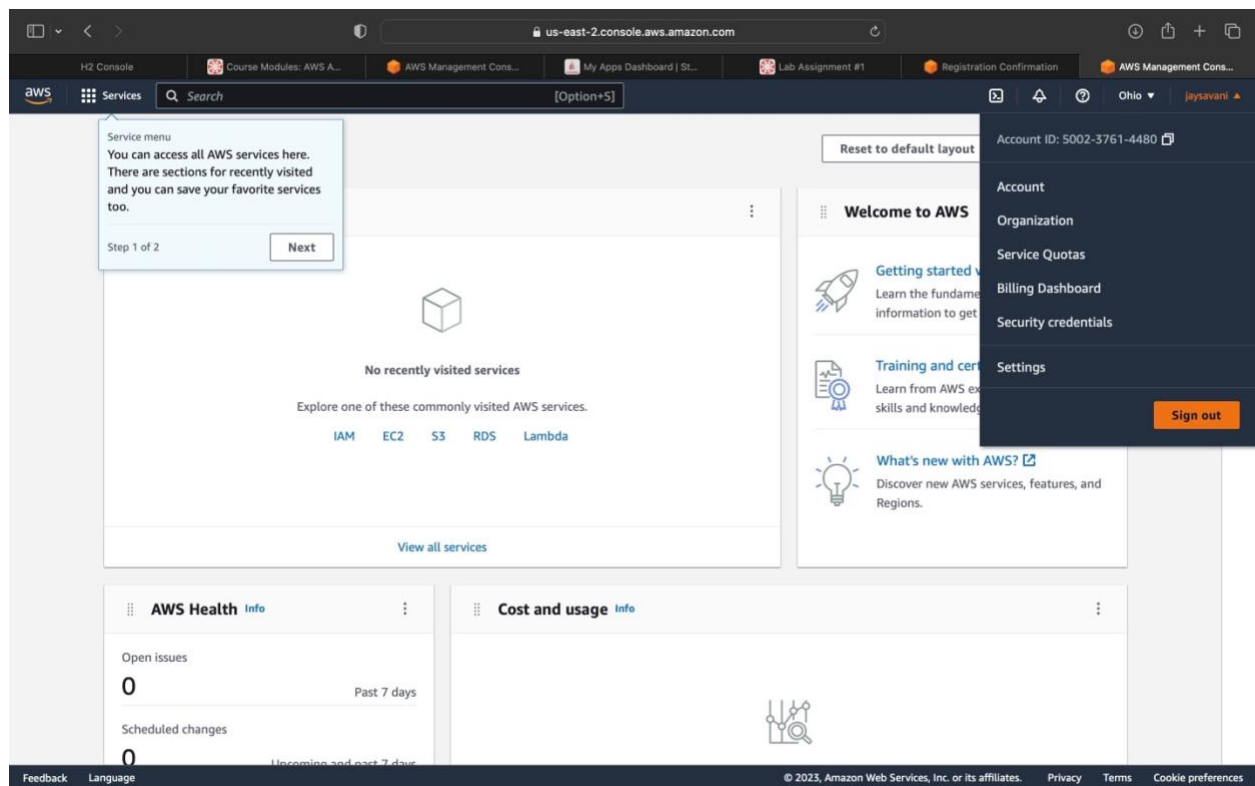 us-east-2.console.aws.amazon.com
H2 Console
Course Modules: AWS A...
AWS Management Cons...
My Apps Dashboard | St...
Lab Assignment #1
Registration Confirmation
AWS Management Cons...
aws
Services
Search
[Option+S]
Ohio
jaysavani
Service menu
You can access all AWS services here.
There are sections for recently visited
and you can save your favorite services
too.
Step 1 of 2
Next
Reset to default layout
Account ID: 5002-3761-4480
Account
Organization
Service Quotas
Billing Dashboard
Security credentials
Settings
Sign out
No recently visited services
Explore one of these commonly visited AWS services.
IAM EC2 S3 RDS Lambda
View all services
Welcome to AWS
Getting started
Learn the
information to get
Training and
Learn from AWS
skills and
What's new with AWS?
Discover new AWS services, features, and
Regions.
AWS Health Info
Open issues
0
Past 7 days
Scheduled changes
0
Upcoming and past 7 days
Cost and usage Info
Feedback
Language
© 2023, Amazon Web Services, Inc. or its affiliates.
Privacy
Terms
Cookie preferences